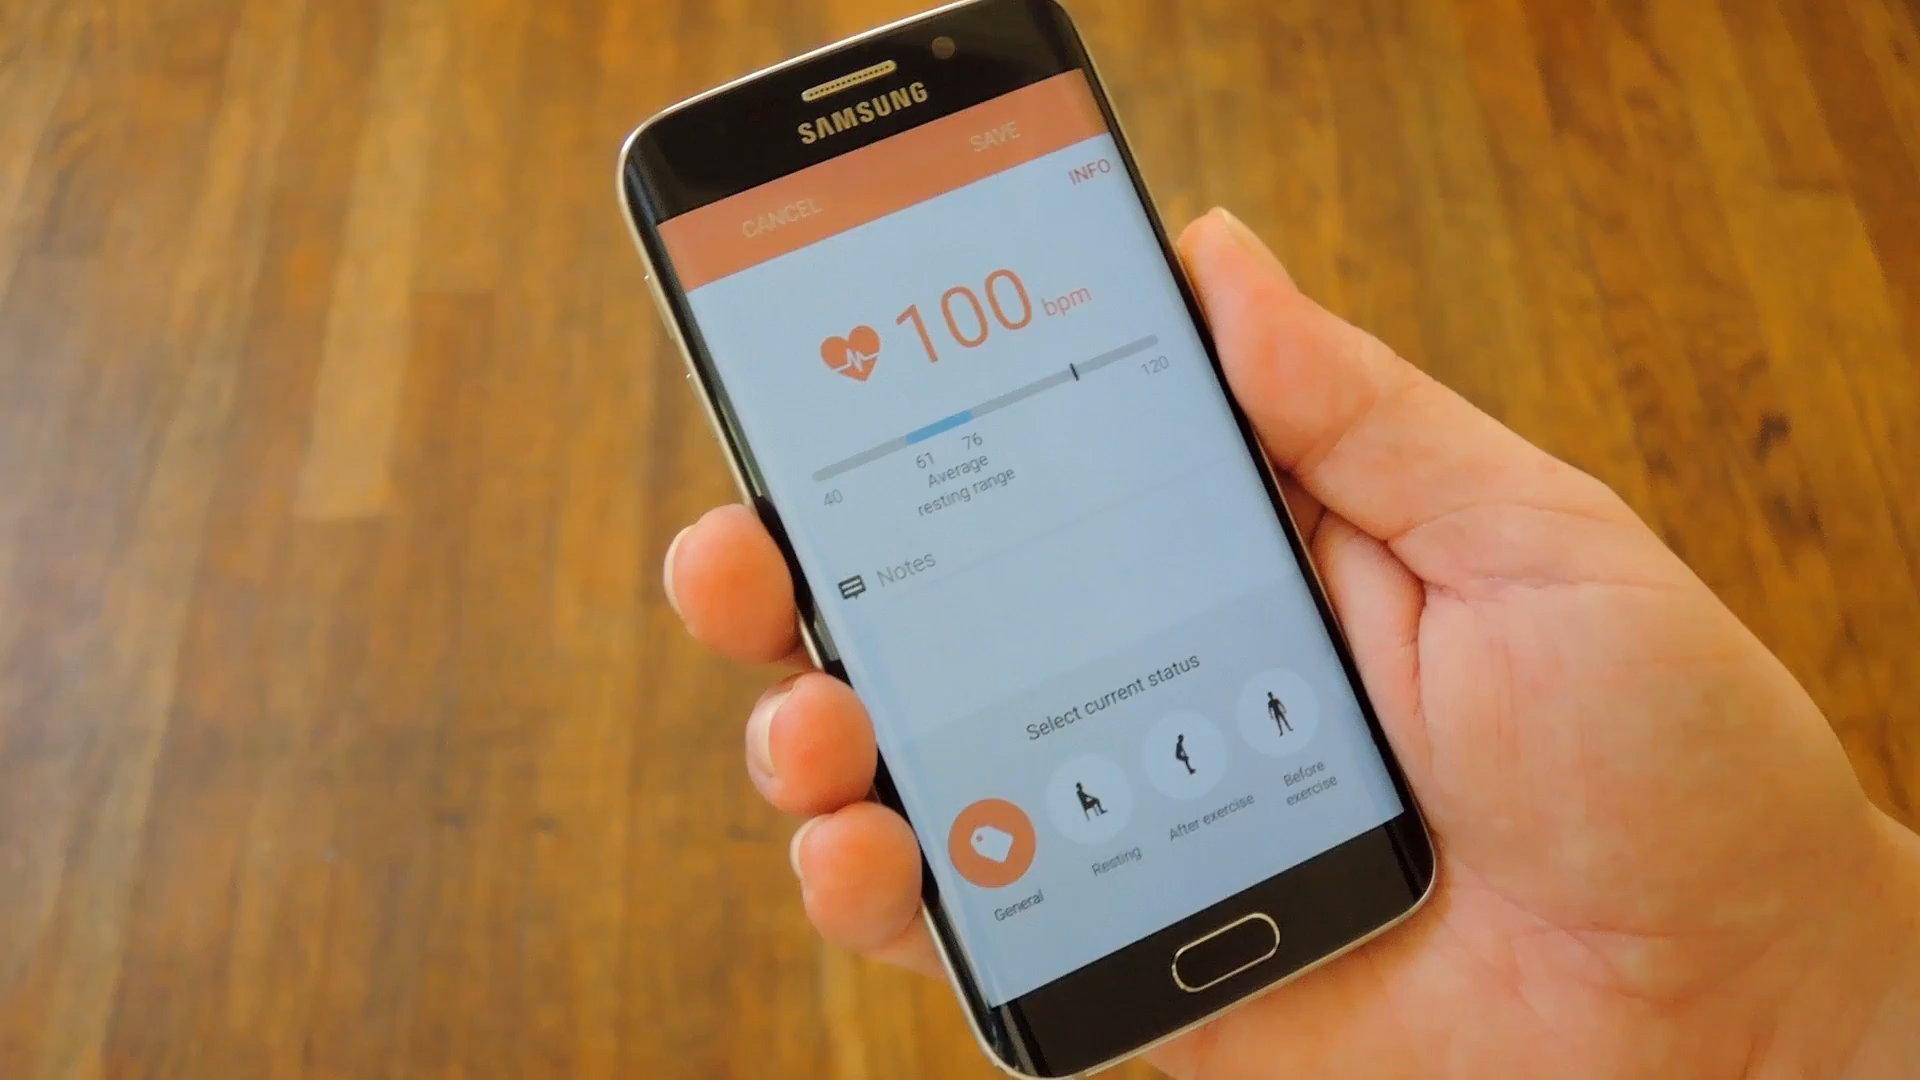 SAMSUNG
CANCEL SAVE
INFO
100 bpm
40 61 76 120
Average
resting range
Notes
Select current status
General
Resting
After exercise
Before
exercise